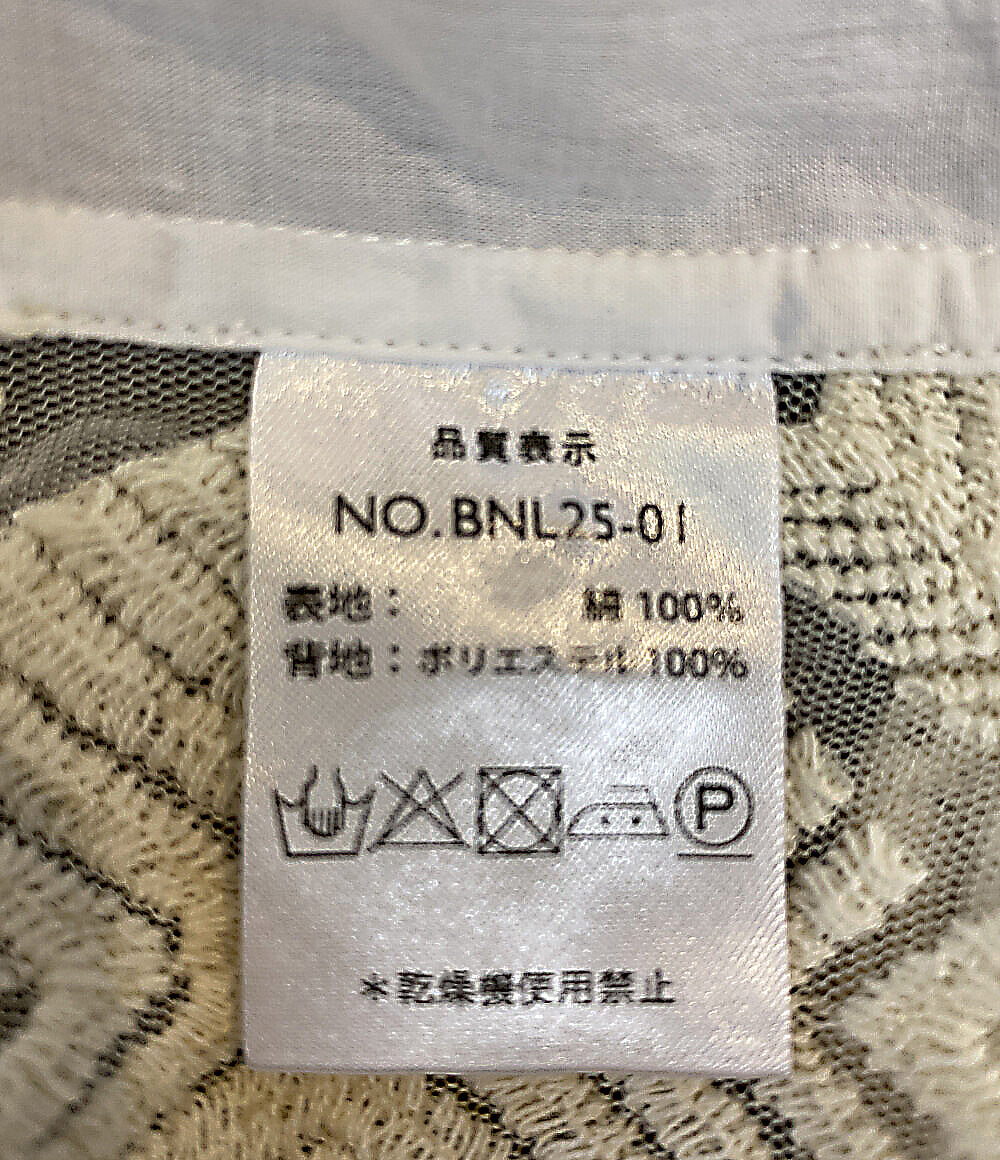 品質表示
NO.BNL25-01
表地： 綿 100%
背地：ポリエステル 100%
P
＊乾燥機使用禁止